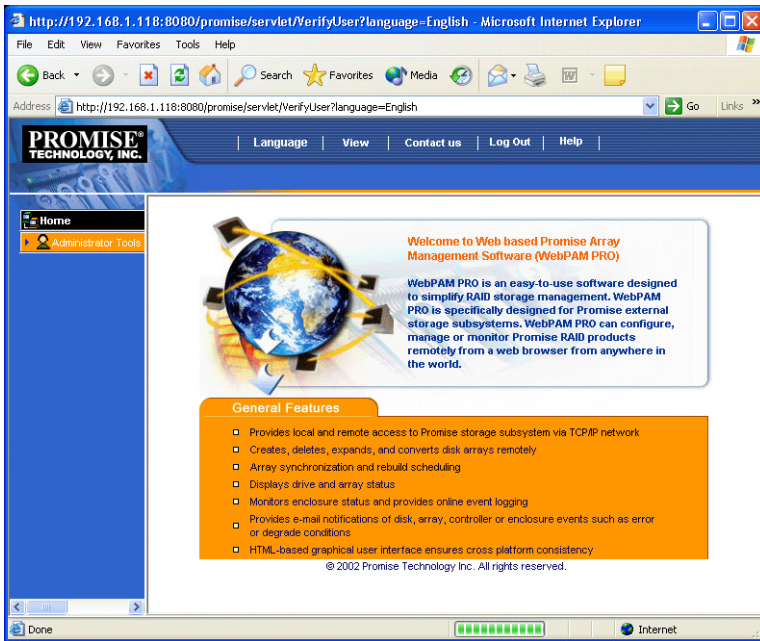 http://192.168.1.118:8080/promise/servlet/VerifyUser?language=English - Microsoft Internet Explorer
File Edit View Favorites Tools Help
Back Search Favorites Media
Address http://192.168.1.118:8080/promise/servlet/VerifyUser?language=English Go Links »
PROMISE®
TECHNOLOGY, INC.
| Language | View | Contact us | Log Out | Help |
Home
Administrator Tools
Welcome to Web based Promise Array
Management Software (WebPAM PRO)
WebPAM PRO is an easy-to-use software designed
to simplify RAID storage management. WebPAM
PRO is specifically designed for Promise external
storage subsystems. WebPAM PRO can configure,
manage or monitor Promise RAID products
remotely from a web browser from anywhere in
the world.
General Features
Provides local and remote access to Promise storage subsystem via TCP/IP network
Creates, deletes, expands, and converts disk arrays remotely
Array synchronization and rebuild scheduling
Displays drive and array status
Monitors enclosure status and provides online event logging
Provides e-mail notifications of disk, array, controller or enclosure events such as error
or degrade conditions
HTML-based graphical user interface ensures cross platform consistency
© 2002 Promise Technology Inc. All rights reserved.
Done Internet